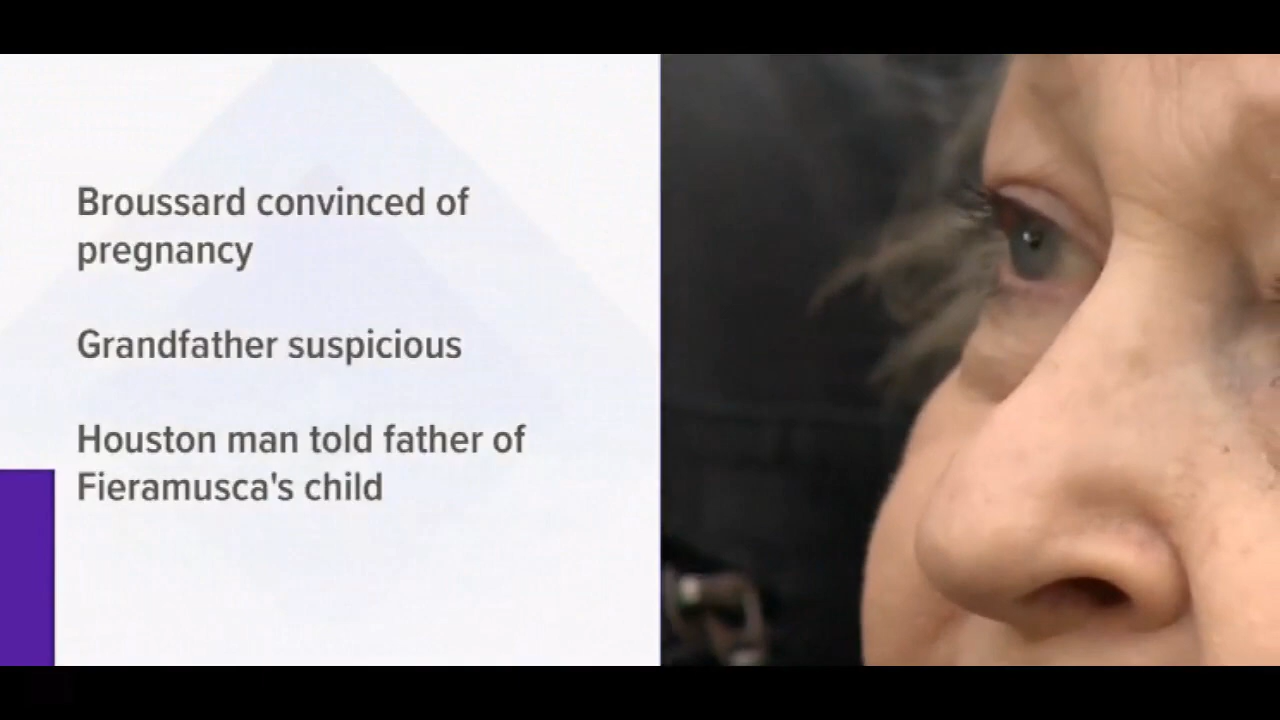 Broussard convinced of
pregnancy
Grandfather suspicious
Houston man told father of
Fieramusca's child